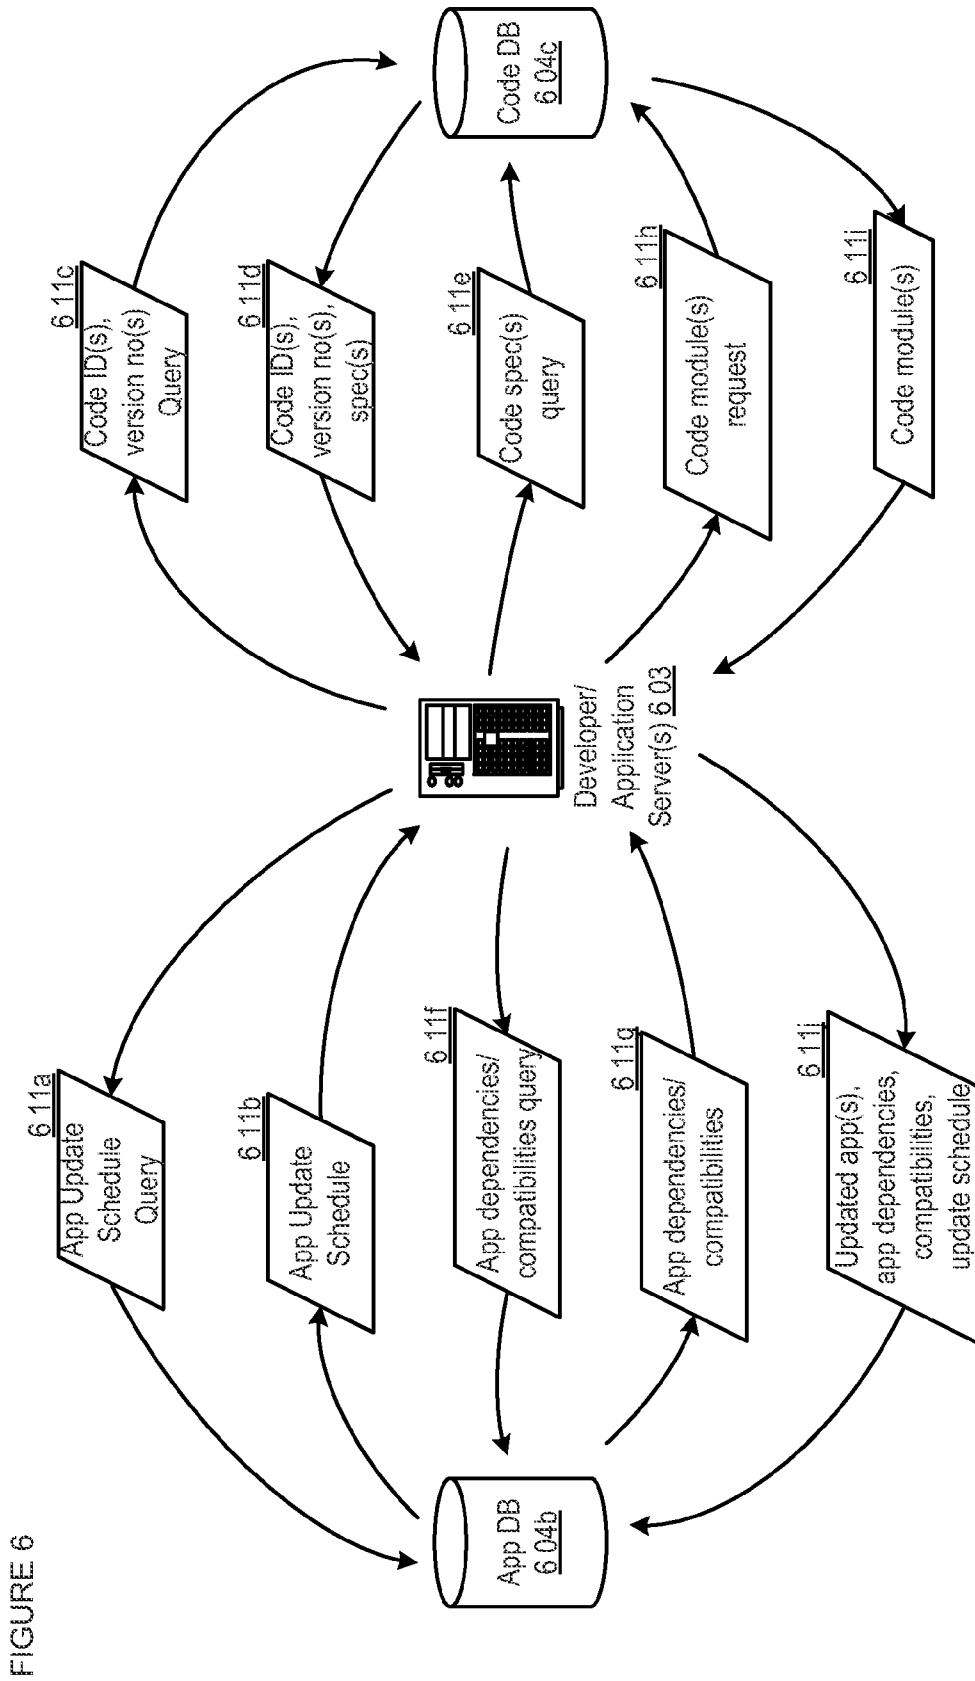 FIGURE 6
6 11a
App Update
Schedule
Query
6 11b
App Update
Schedule
6 11f
App dependencies/
compatibilities query
6 11g
App dependencies/
compatibilities
6 11j
Updated app(s),
app dependencies,
compatibilities,
update schedule
App DB
6 04b
Developer/
Application
Server(s) 6 03
6 11c
Code ID(s),
version no(s)
Query
6 11d
Code ID(s),
version no(s),
spec(s)
6 11e
Code spec(s)
query
6 11h
Code module(s)
request
6 11i
Code module(s)
Code DB
6 04c